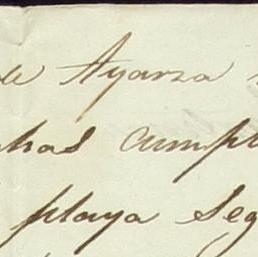 de Ayarza
chas cumpl
playa Seg